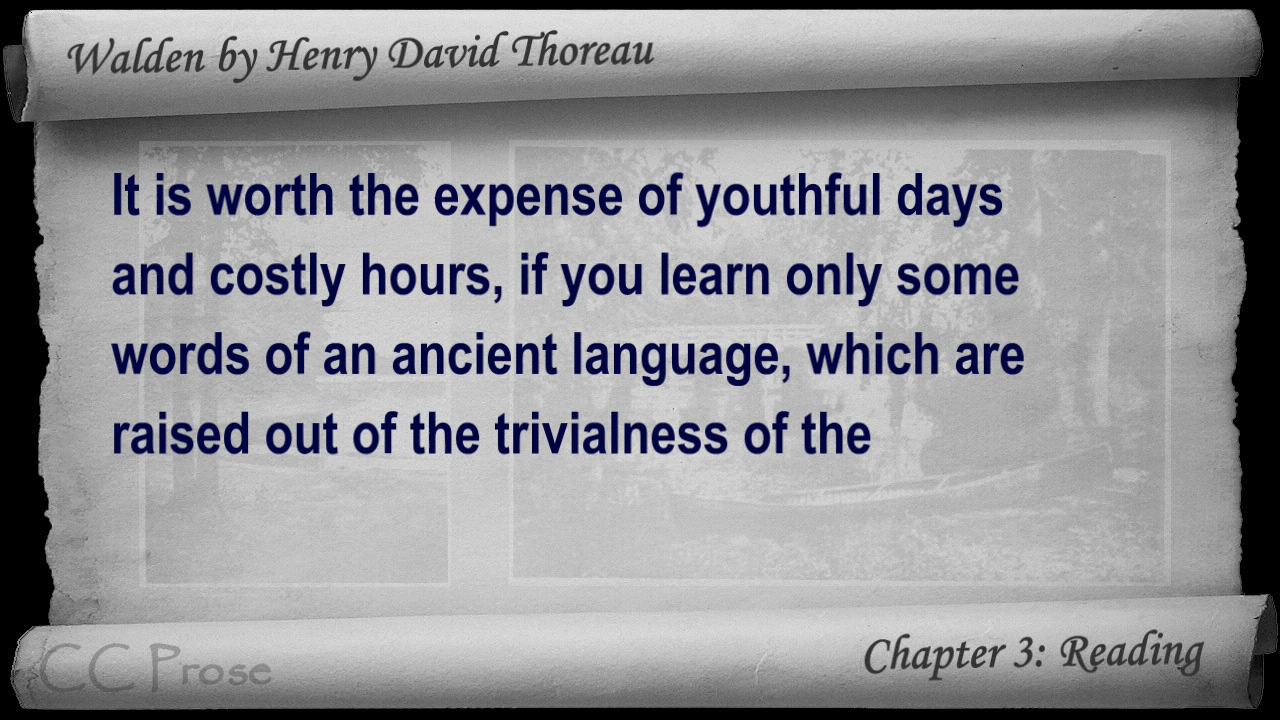 Walden by Henry David Thoreau
It is worth the expense of youthful days
and costly hours, if you learn only some
words of an ancient language, which are
raised out of the trivialness of the
CC Prose
Chapter 3: Reading